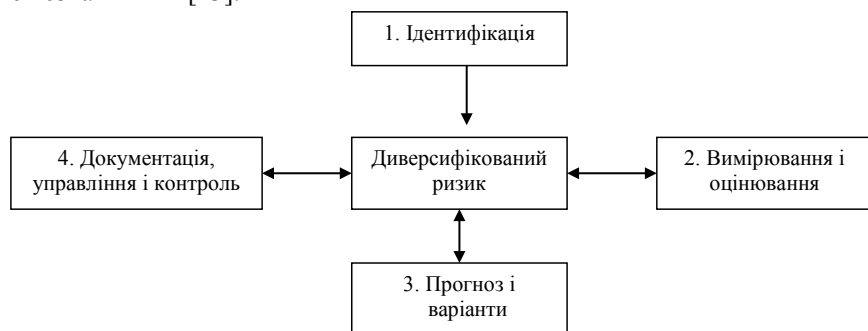 1. Ідентифікація
4. Документація,
управління і контроль
Диверсифікований
ризик
2. Вимірювання і
оцінювання
3. Прогноз і
варіанти